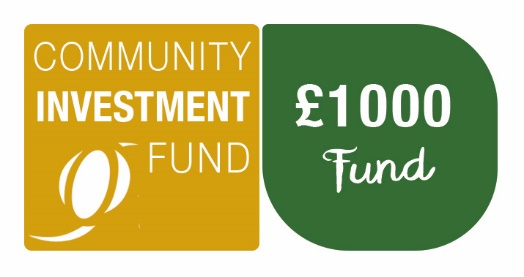 COMMUNITY
INVESTMENT
FUND
£1000
Fund